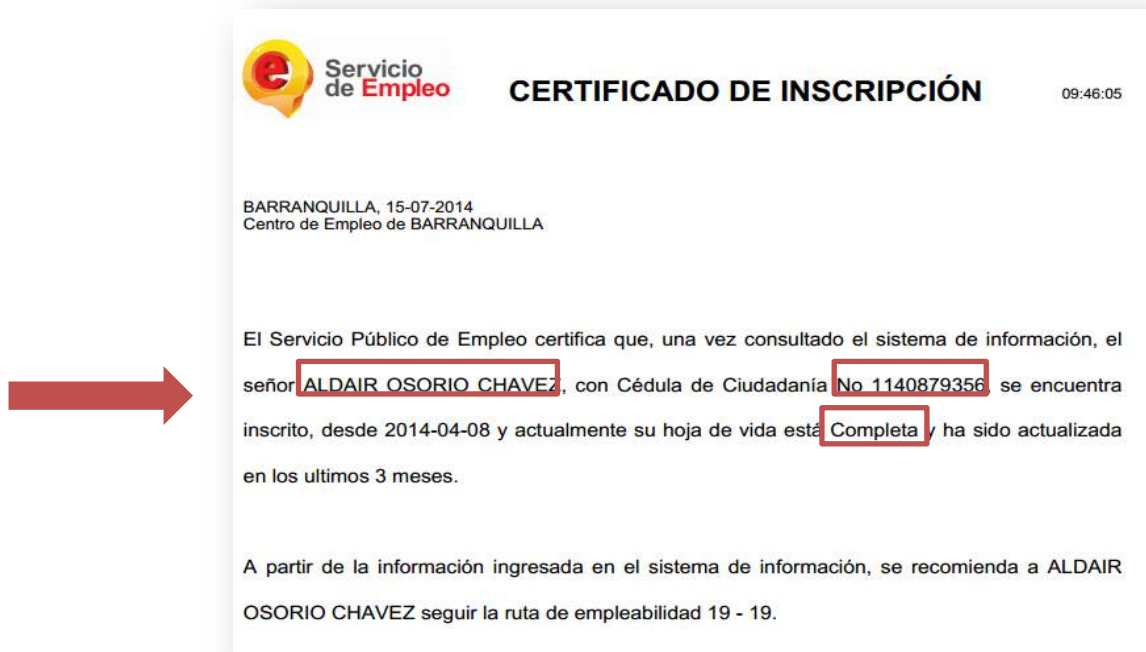 e Servicio
de Empleo
CERTIFICADO DE INSCRIPCIÓN
09:46:05
BARRANQUILLA, 15-07-2014
Centro de Empleo de BARRANQUILLA
El Servicio Público de Empleo certifica que, una vez consultado el sistema de información, el
señor ALDAIR OSORIO CHAVEZ, con Cédula de Ciudadanía No 1140879356, se encuentra
inscrito, desde 2014-04-08 y actualmente su hoja de vida está Completa y ha sido actualizada
en los ultimos 3 meses.
A partir de la información ingresada en el sistema de información, se recomienda a ALDAIR
OSORIO CHAVEZ seguir la ruta de empleabilidad 19 - 19.